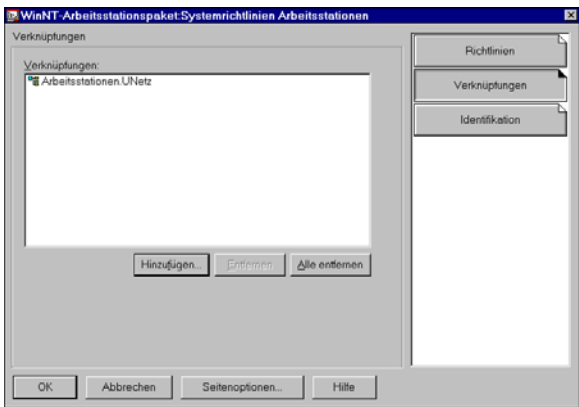 WinNT-Arbeitsstationspaket:Systemrichtlinien Arbeitsstationen
Verknüpfungen
Verknüpfungen:
Arbeitsstationen.UNetz
Hinzufügen...
Entfernen
Alle entfernen
Richtlinien
Verknüpfungen
Identifikation
OK
Abbrechen
Seitenoptionen...
Hilfe